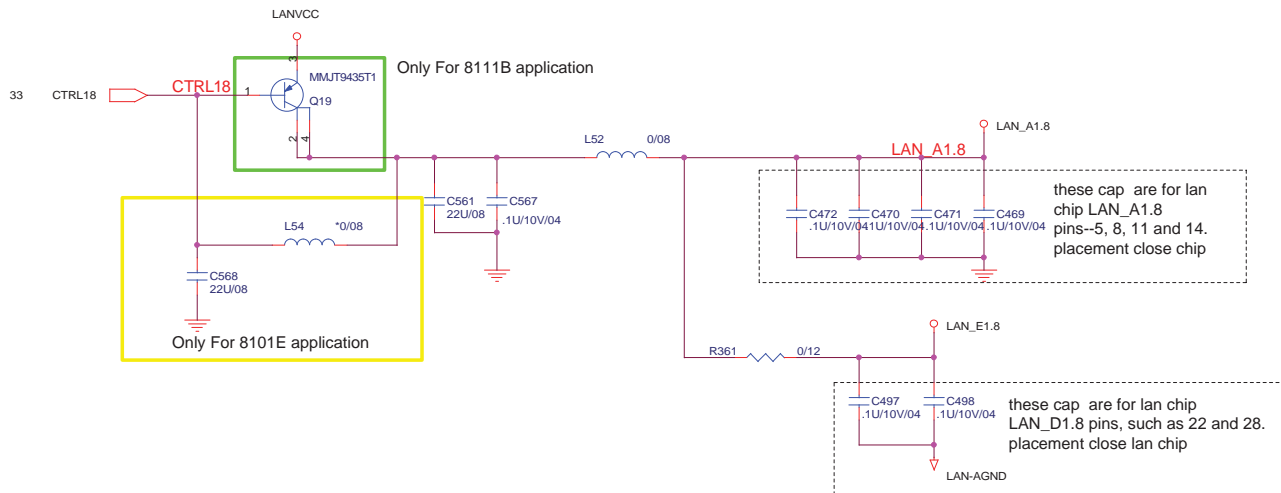 LANVCC
3
MMJT9435T1
Only For 8111B application
33 CTRL18
CTRL18
1
Q19
2
4
L52 0/08
LAN_A1.8
LAN_A1.8
C561
22U/08
C567
.1U/10V/04
C472
.1U/10V/04
C470
.1U/10V/04
C471
.1U/10V/04
C469
.1U/10V/04
these cap are for lan
chip LAN_A1.8
pins--5, 8, 11 and 14.
placement close chip
L54 *0/08
C568
22U/08
Only For 8101E application
LAN_E1.8
R361 0/12
C497
.1U/10V/04
C498
.1U/10V/04
these cap are for lan chip
LAN_D1.8 pins, such as 22 and 28.
placement close lan chip
LAN-AGND